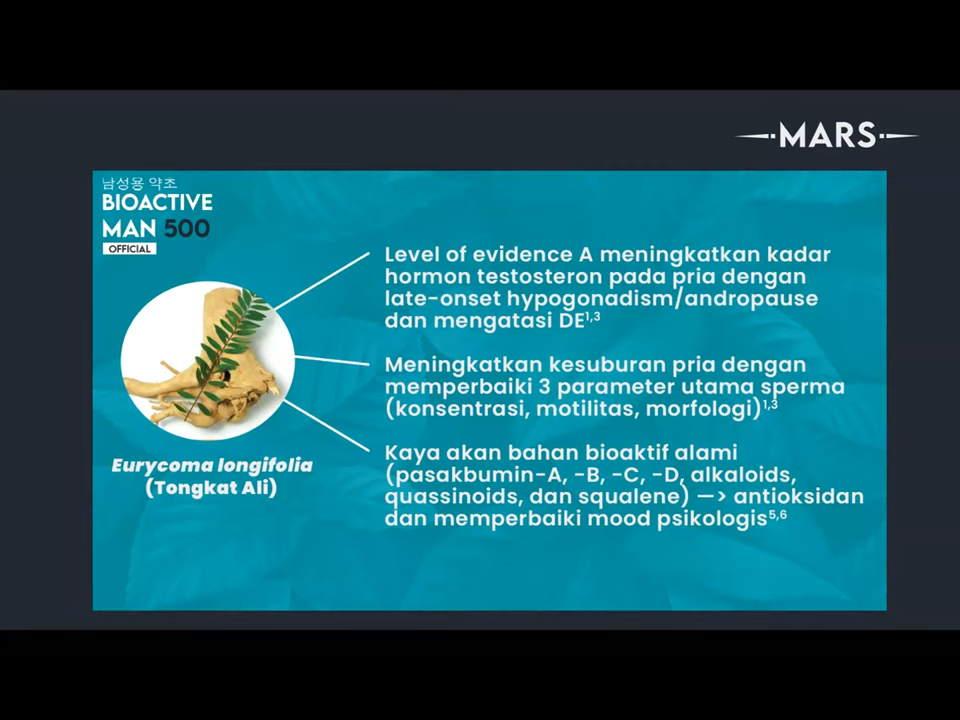 MARS
남성용 약초
BIOACTIVE
MAN 500
OFFICIAL
Level of evidence A meningkatkan kadar
hormon testosteron pada pria dengan
late-onset hypogonadism/andropause
dan mengatasi DE¹,³
Meningkatkan kesuburan pria dengan
memperbaiki 3 parameter utama sperma
(konsentrasi, motilitas, morfologi)¹,³
Kaya akan bahan bioaktif alami
(pasakbumin-A, -B, -C, -D, alkaloids,
quassinoids, dan squalene) —> antioksidan
dan memperbaiki mood psikologis⁵,⁶
Eurycoma longifolia
(Tongkat Ali)